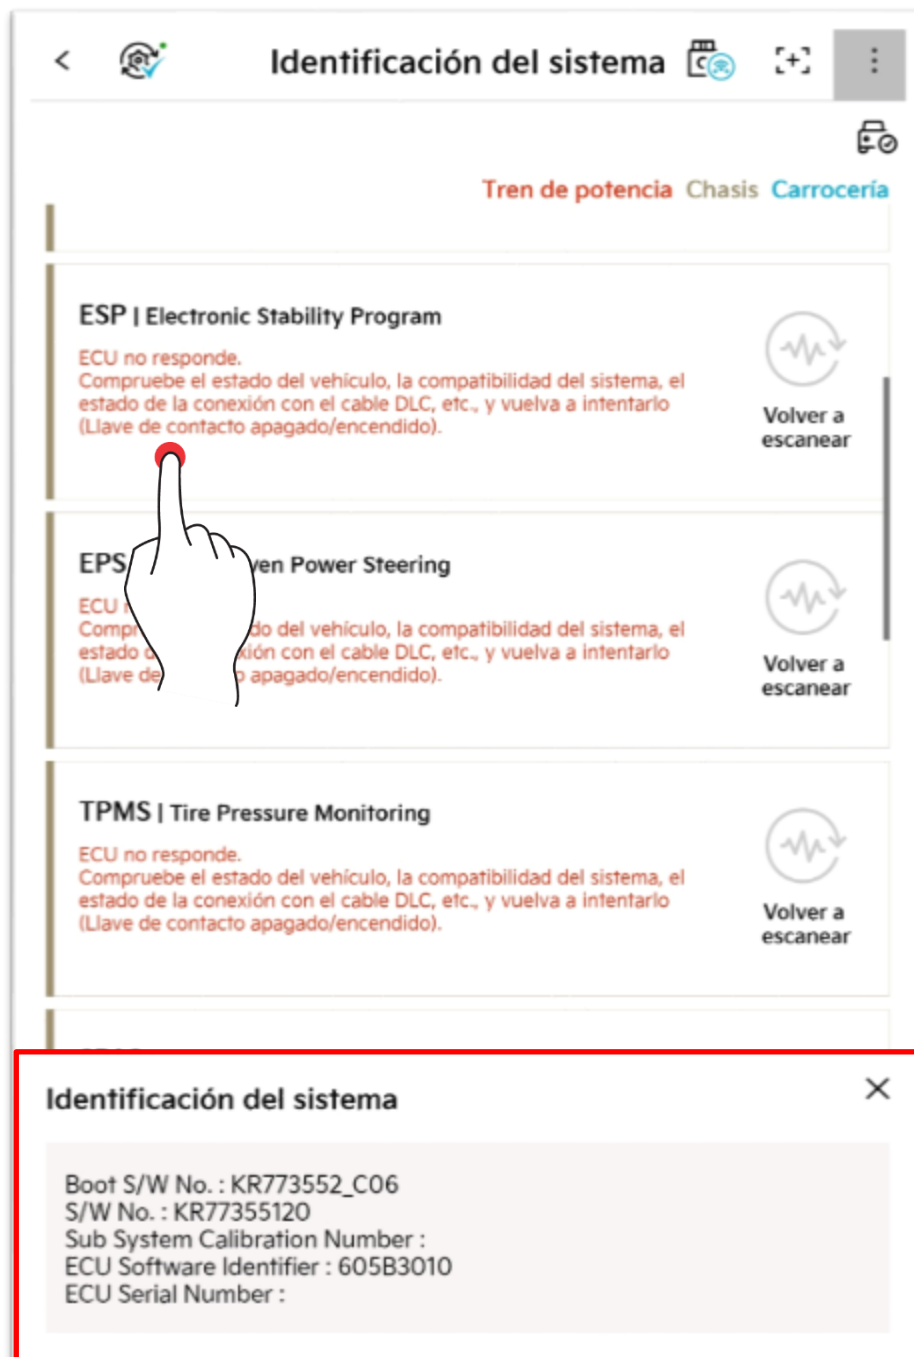 Identificación del sistema
Tren de potencia Chasis Carrocería
ESP | Electronic Stability Program
ECU no responde.
Compruebe el estado del vehículo, la compatibilidad del sistema, el
estado de la conexión con el cable DLC, etc., y vuelva a intentarlo
(Llave de contacto apagado/encendido).
Volver a
escanear
EPS Power Steering
ECU
del vehículo, la compatibilidad del sistema, el
estado con el cable DLC, etc., y vuelva a intentarlo
(Llave de apagado/encendido).
Volver a
escanear
TPMS | Tire Pressure Monitoring
ECU no responde.
Compruebe el estado del vehículo, la compatibilidad del sistema, el
estado de la conexión con el cable DLC, etc., y vuelva a intentarlo
(Llave de contacto apagado/encendido).
Volver a
escanear
Identificación del sistema
Boot S/W No. : KR773552_C06
S/W No. : KR77355120
Sub System Calibration Number :
ECU Software Identifier : 605B3010
ECU Serial Number :